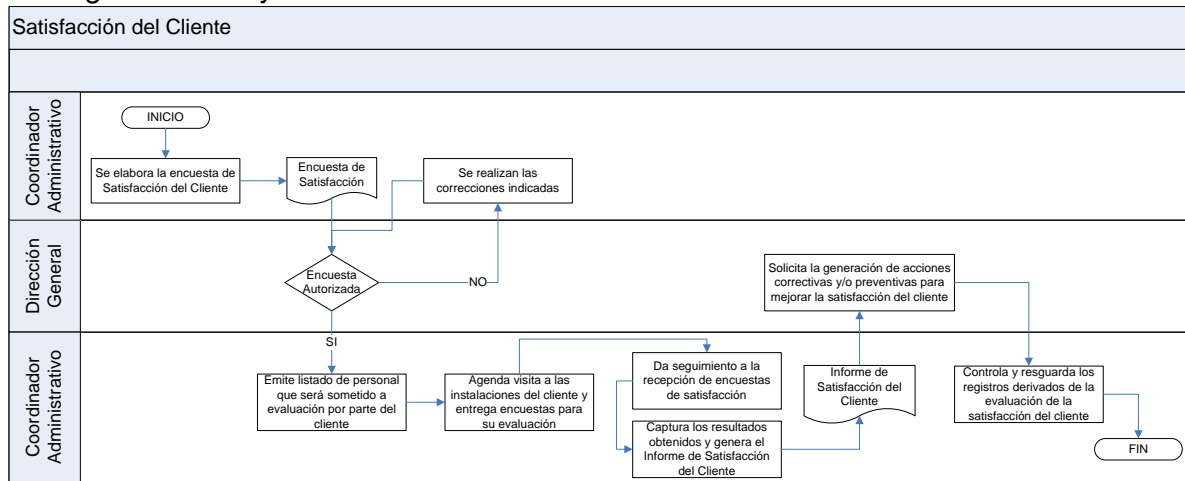 Satisfacción del Cliente
Coordinador
Administrativo
INICIO
Se elabora la encuesta de
Satisfacción del Cliente
Encuesta de
Satisfacción
Se realizan las
correcciones indicadas
Dirección
General
Encuesta
Autorizada
NO
Solicita la generación de acciones
correctivas y/o preventivas para
mejorar la satisfacción del cliente
Coordinador
Administrativo
SI
Emite listado de personal
que será sometido a
evaluación por parte del
cliente
Agenda visita a las
instalaciones del cliente y
entrega encuestas para
su evaluación
Da seguimiento a la
recepción de encuestas
de satisfacción
Captura los resultados
obtenidos y genera el
Informe de Satisfacción
del Cliente
Informe de
Satisfacción del
Cliente
Controla y resguarda los
registros derivados de la
evaluación de la
satisfacción del cliente
FIN